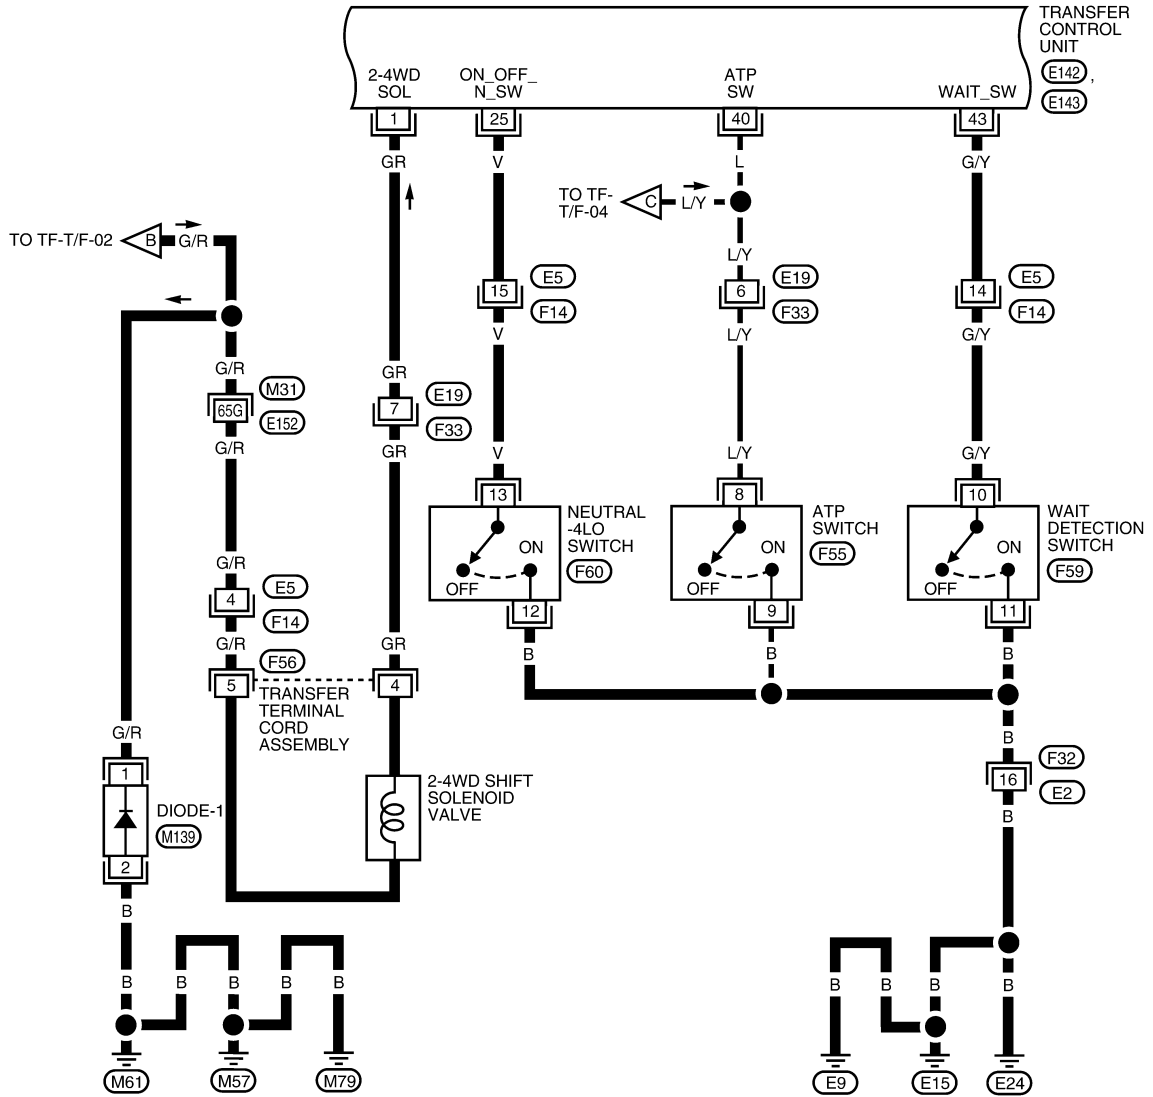 TRANSFER
CONTROL
UNIT
E142 ,
E143
2-4WD
SOL
ON_OFF_
N_SW
ATP
SW
WAIT_SW
1
25
40
43
GR
V
L
G/Y
TO TF-
T/F-04
C
L/Y
TO TF-T/F-02
B
G/R
L/Y
15
E5
F14
6
E19
F33
14
E5
F14
V
L/Y
G/Y
G/R
GR
M31
65G
E152
7
E19
F33
G/R
GR
V
L/Y
G/Y
13
8
10
NEUTRAL
-4LO
SWITCH
F60
ON
OFF
ATP
SWITCH
F55
ON
OFF
WAIT
DETECTION
SWITCH
F59
ON
OFF
G/R
4
E5
F14
12
9
11
G/R
GR
B
B
B
F56
5
4
TRANSFER
TERMINAL
CORD
ASSEMBLY
G/R
B
1
F32
16
E2
2-4WD SHIFT
SOLENOID
VALVE
DIODE-1
M139
B
2
B
B
B
B
B
B
B
B
B
B
M61
M57
M79
E9
E15
E24